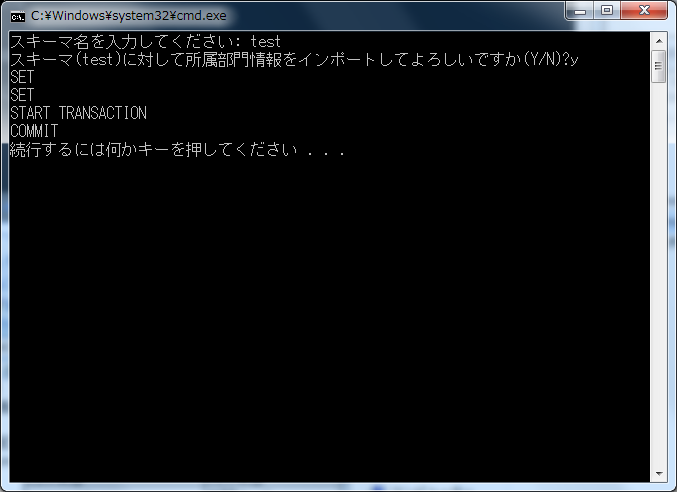 C:¥Windows¥system32¥cmd.exe
スキーマ名を入力してください: test
スキーマ(test)に対して所属部門情報をインポートしてよろしいですか(Y/N)?y
SET
SET
START TRANSACTION
COMMIT
続行するには何かキーを押してください . . .